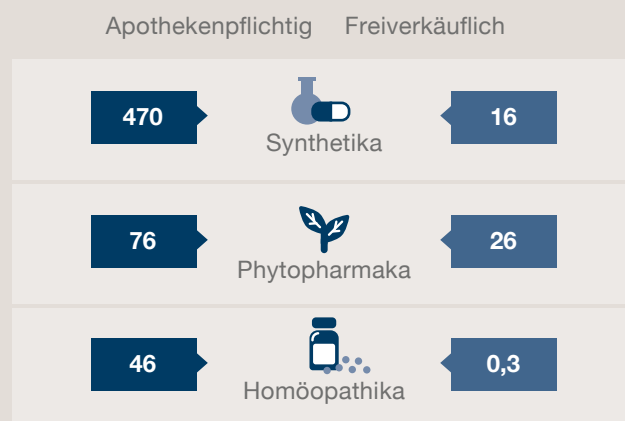 Apothekenpflichtig Freiverkäuflich
470 16
Synthetika
76 26
Phytopharmaka
46 0,3
Homöopathika